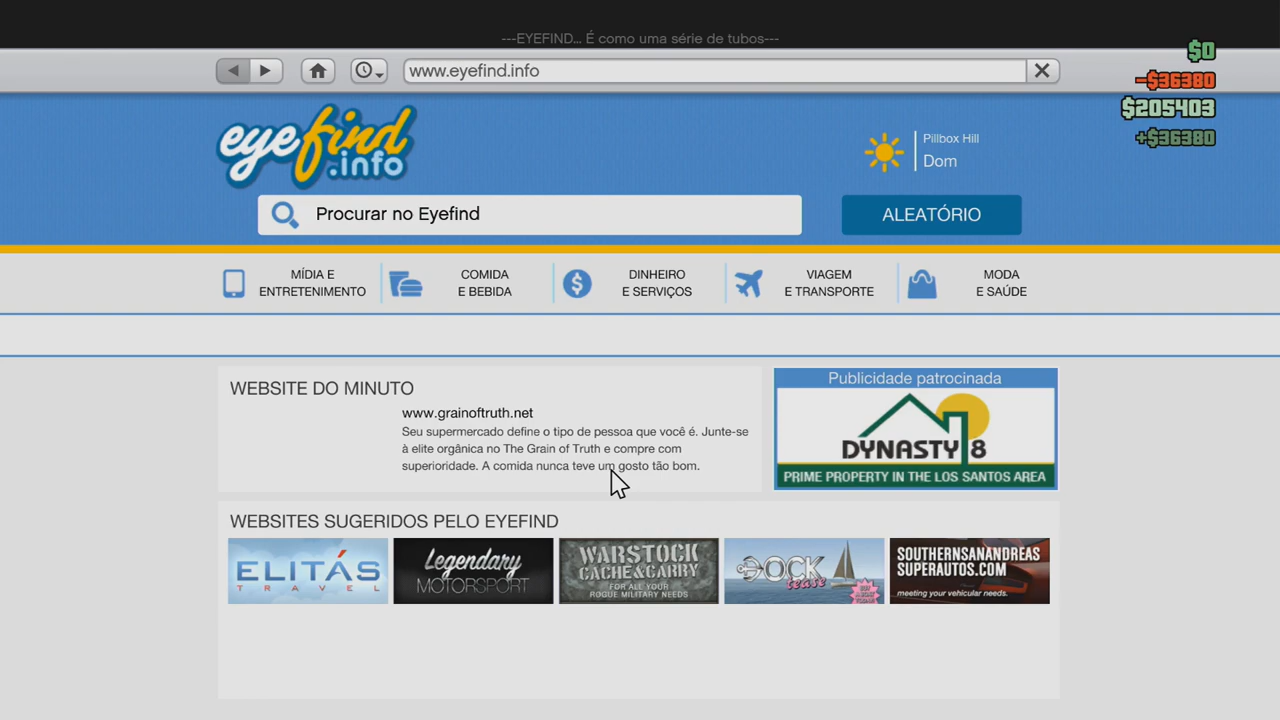 ---EYEFIND... É como uma série de tubos---
www.eyefind.info
$0
-$36380
$205403
+$36380
eyefind
.info
Pillbox Hill
Dom
Procurar no Eyefind
ALEATÓRIO
MÍDIA E
ENTRETENIMENTO
COMIDA
E BEBIDA
DINHEIRO
E SERVIÇOS
VIAGEM
E TRANSPORTE
MODA
E SAÚDE
WEBSITE DO MINUTO
www.grainoftruth.net
Seu supermercado define o tipo de pessoa que você é. Junte-se
à elite orgânica no The Grain of Truth e compre com
superioridade. A comida nunca teve um gosto tão bom.
Publicidade patrocinada
DYNASTY 8
PRIME PROPERTY IN THE LOS SANTOS AREA
WEBSITES SUGERIDOS PELO EYEFIND
ELITÁS
TRAVEL
Legendary
MOTORSPORT
WARSTOCK
CACHE & CARRY
FOR ALL YOUR
ROGUE MILITARY NEEDS
DOCK
tease
SOUTHERNSANANDREAS
SUPERAUTOS.COM
meeting your vehicular needs.